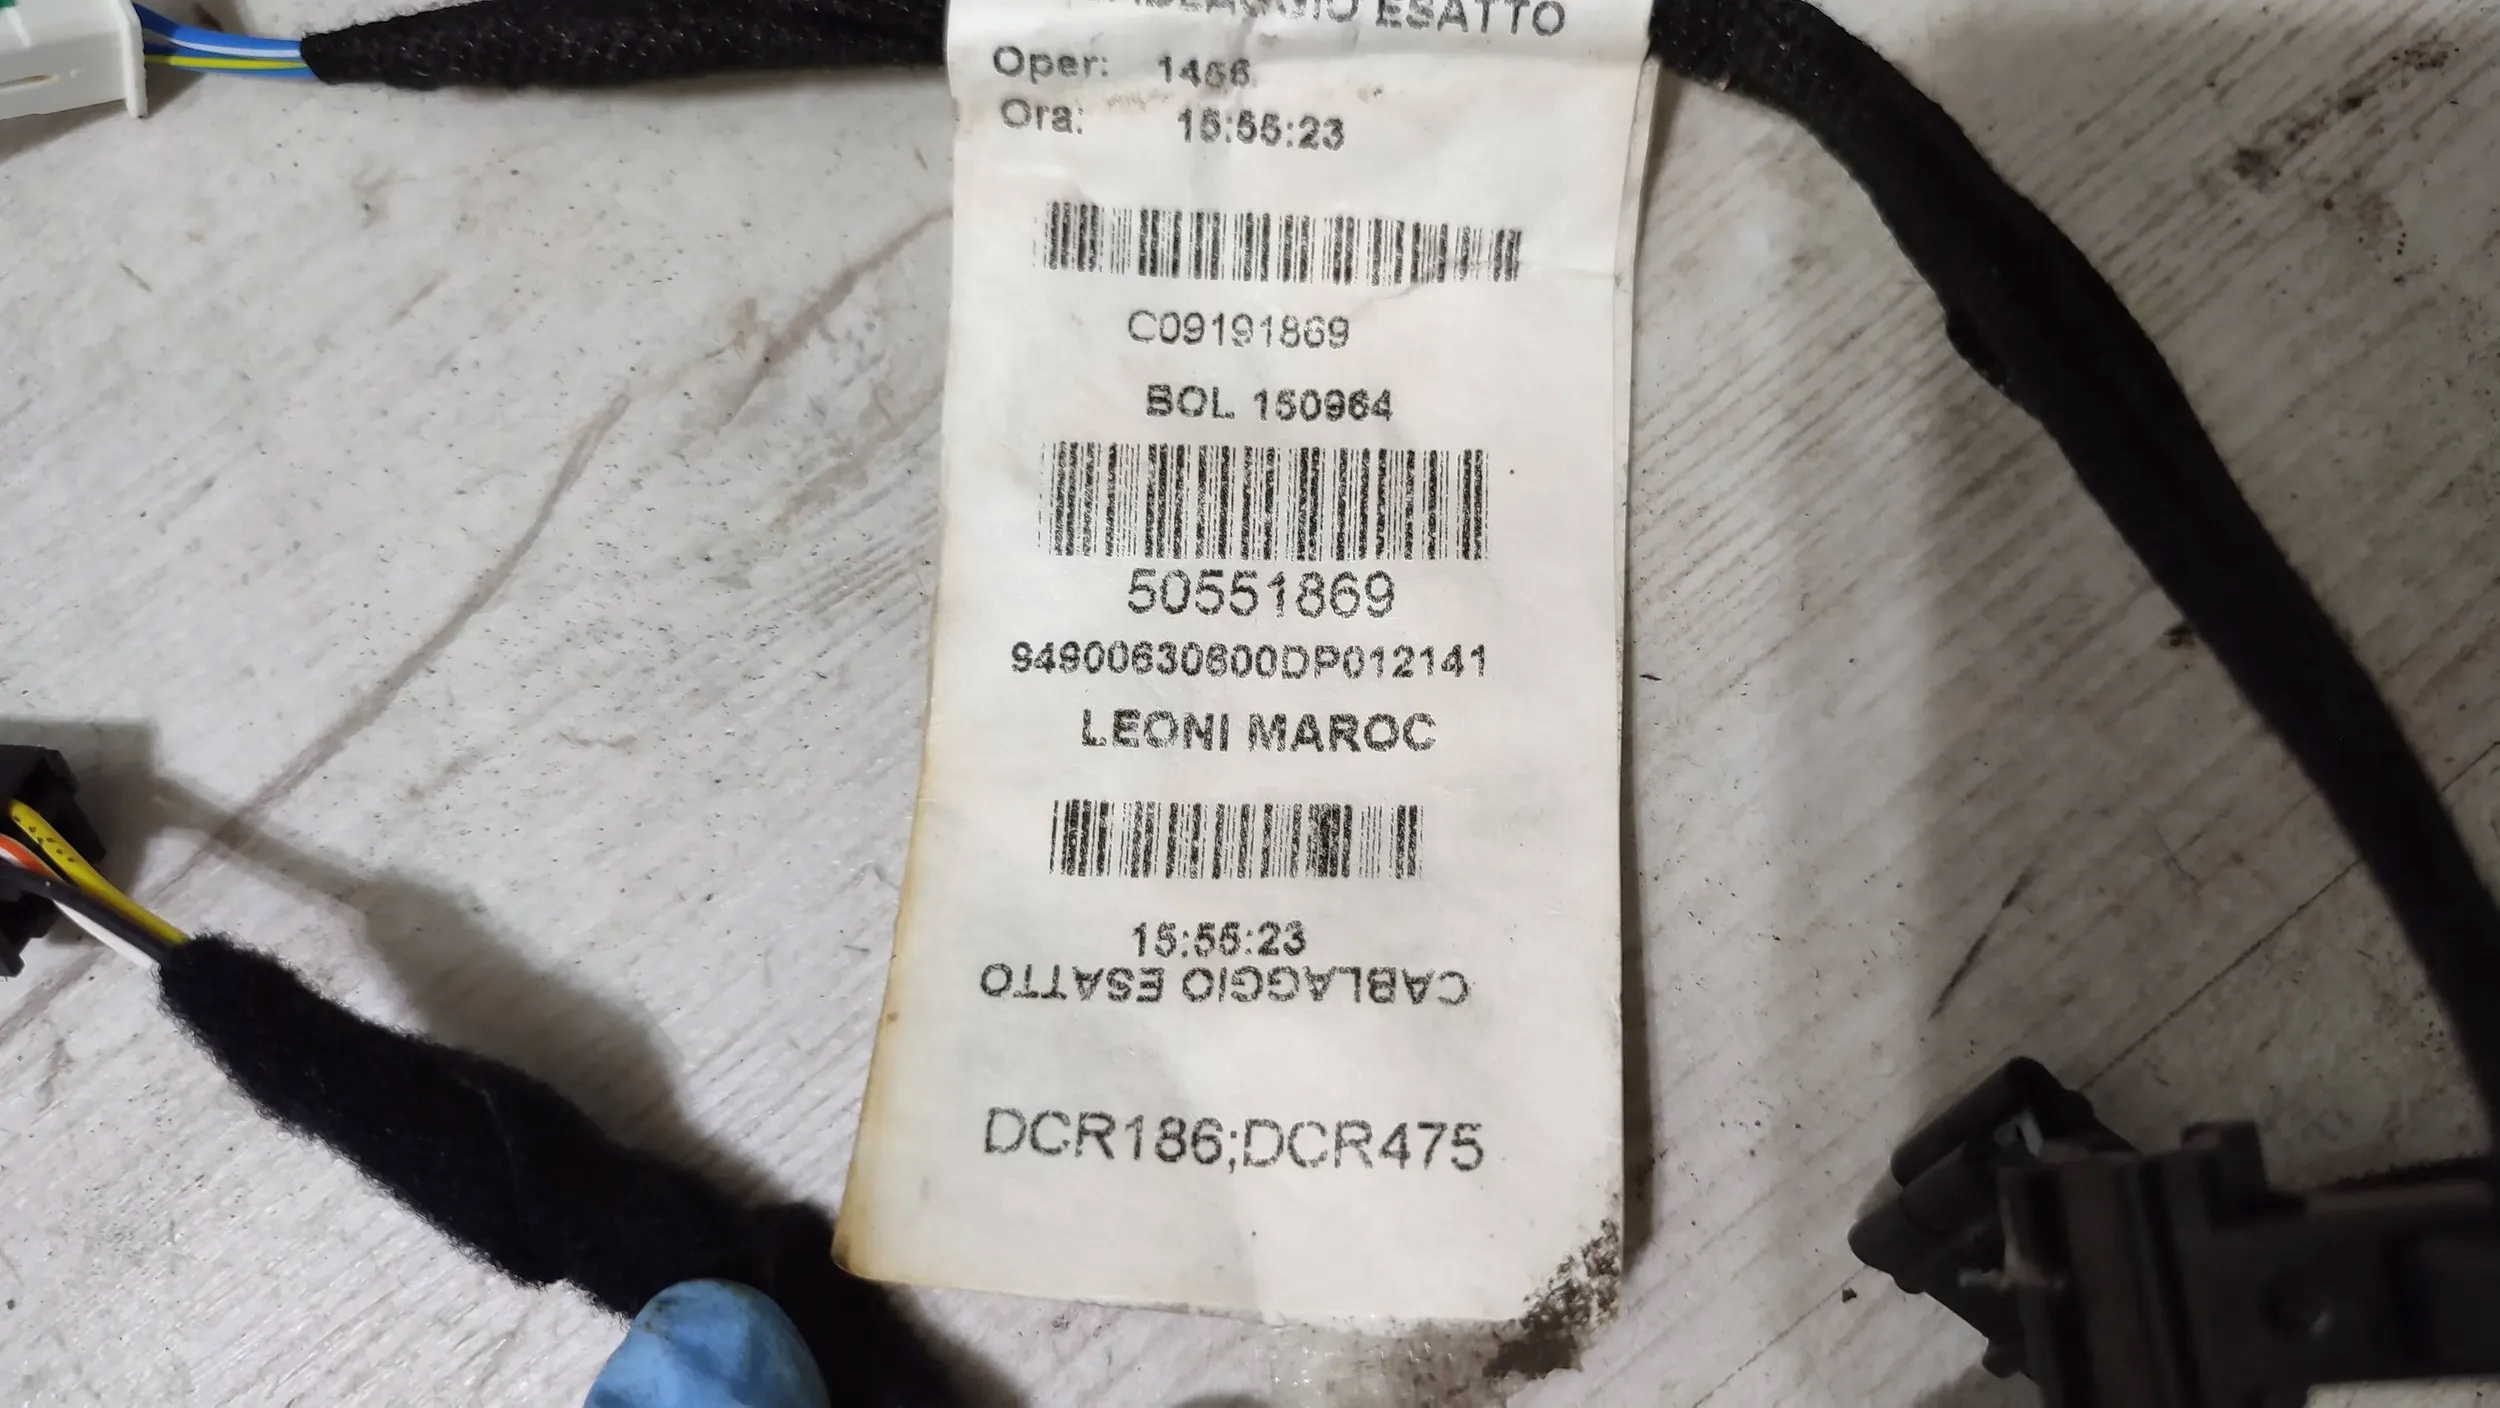 ESATTO
Oper: 1456
Ora: 15:55:23
C09191869
BOL 150964
50551869
94900630600DP012141
LEONI MAROC
15:55:23
CABLAGGIO ESATTO
DCR186;DCR475